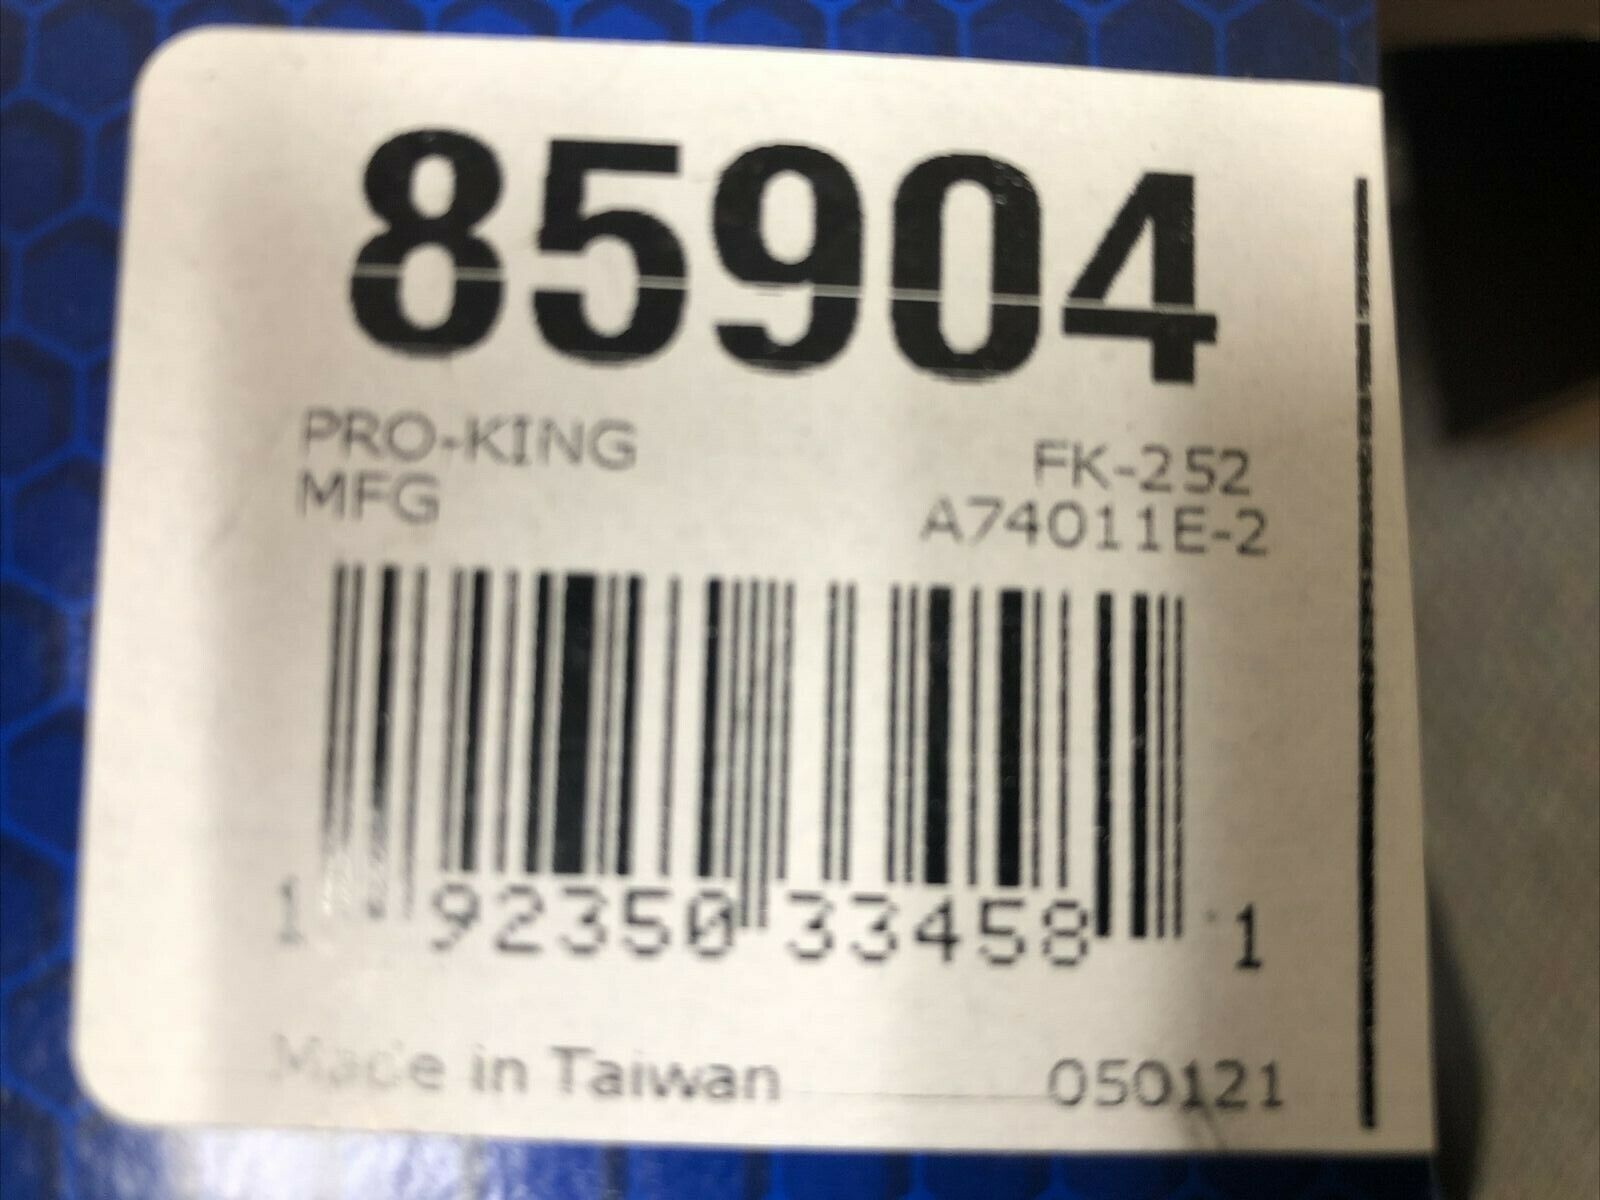 85904
PRO-KING FK-252
MFG A74011E-2
1 92350 33458 1
Made in Taiwan 050121